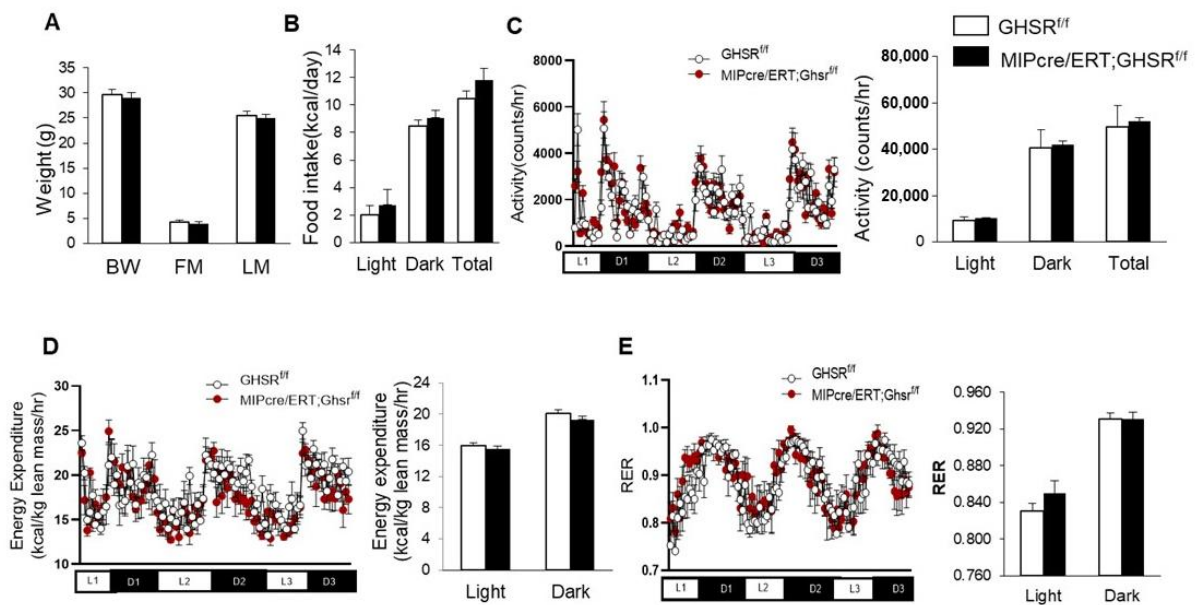 A
Weight (g)
35
30
25
20
15
10
5
0
BW FM LM
B
Food intake(kcal/day)
14
12
10
8
6
4
2
0
Light Dark Total
C
Activity(counts/hr)
8000
6000
4000
2000
0
GHSRf/f
MIPcre/ERT;Ghsrf/f
L1 D1 L2 D2 L3 D3
GHSRf/f
MIPcre/ERT;GHSRf/f
Activity (counts/hr)
80,000
60,000
40,000
20,000
0
Light Dark Total
D
Energy Expenditure
(kcal/kg lean mass/hr)
30
25
20
15
10
GHSRf/f
MIPcre/ERT;Ghsrf/f
L1 D1 L2 D2 L3 D3
Energy expenditure
(kcal/kg lean mass/hr)
24
20
16
12
8
4
0
Light Dark
E
RER
1.1
1.0
0.9
0.8
0.7
GHSRf/f
MIPcre/ERT;Ghsrf/f
L1 D1 L2 D2 L3 D3
RER
0.960
0.920
0.880
0.840
0.800
0.760
Light Dark